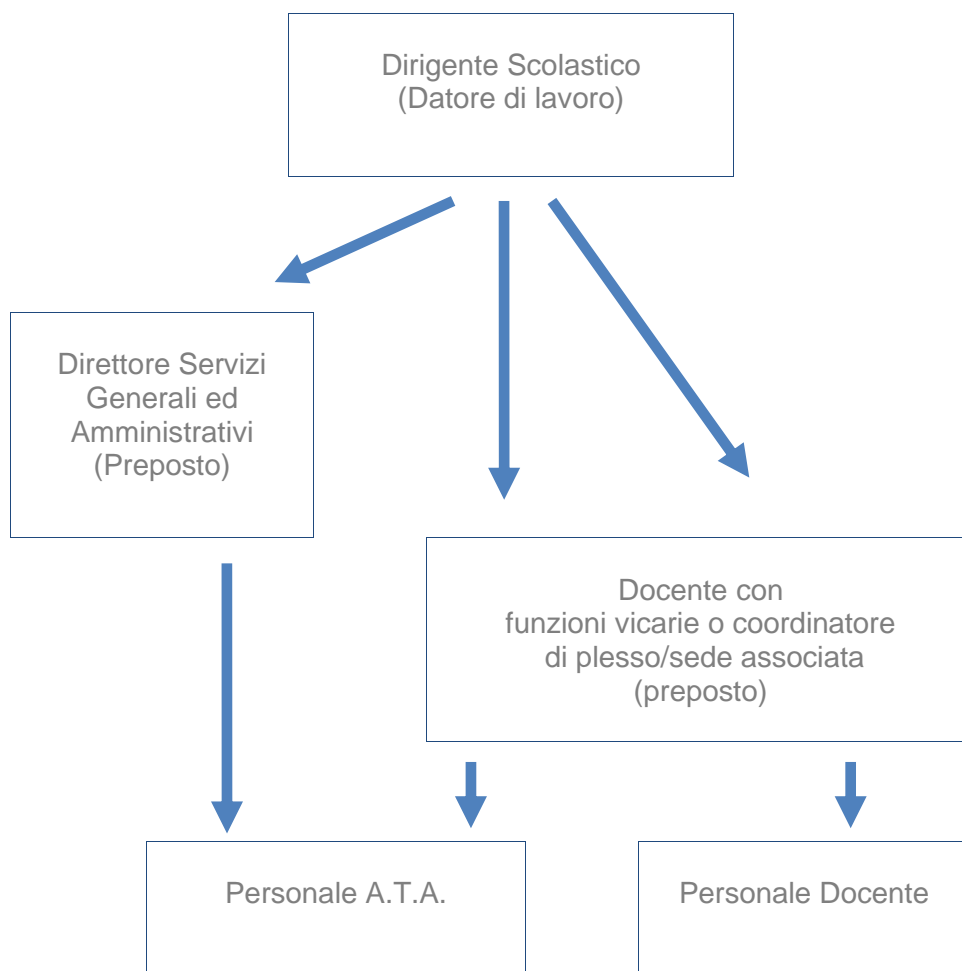 Dirigente Scolastico
(Datore di lavoro)
Direttore Servizi
Generali ed
Amministrativi
(Preposto)
Docente con
funzioni vicarie o coordinatore
di plesso/sede associata
(preposto)
Personale A.T.A.
Personale Docente